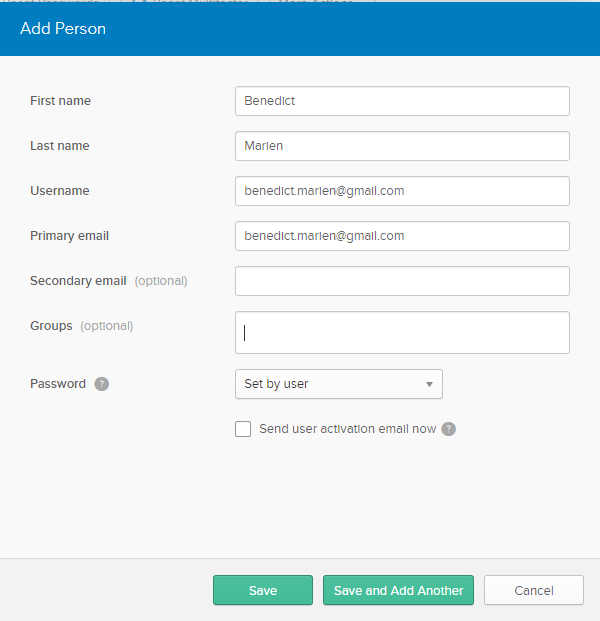 Add Person
First name Benedict
Last name Marien
Username benedict.marien@gmail.com
Primary email benedict.marien@gmail.com
Secondary email (optional)
Groups (optional)
Password ? Set by user
Send user activation email now ?
Save Save and Add Another Cancel